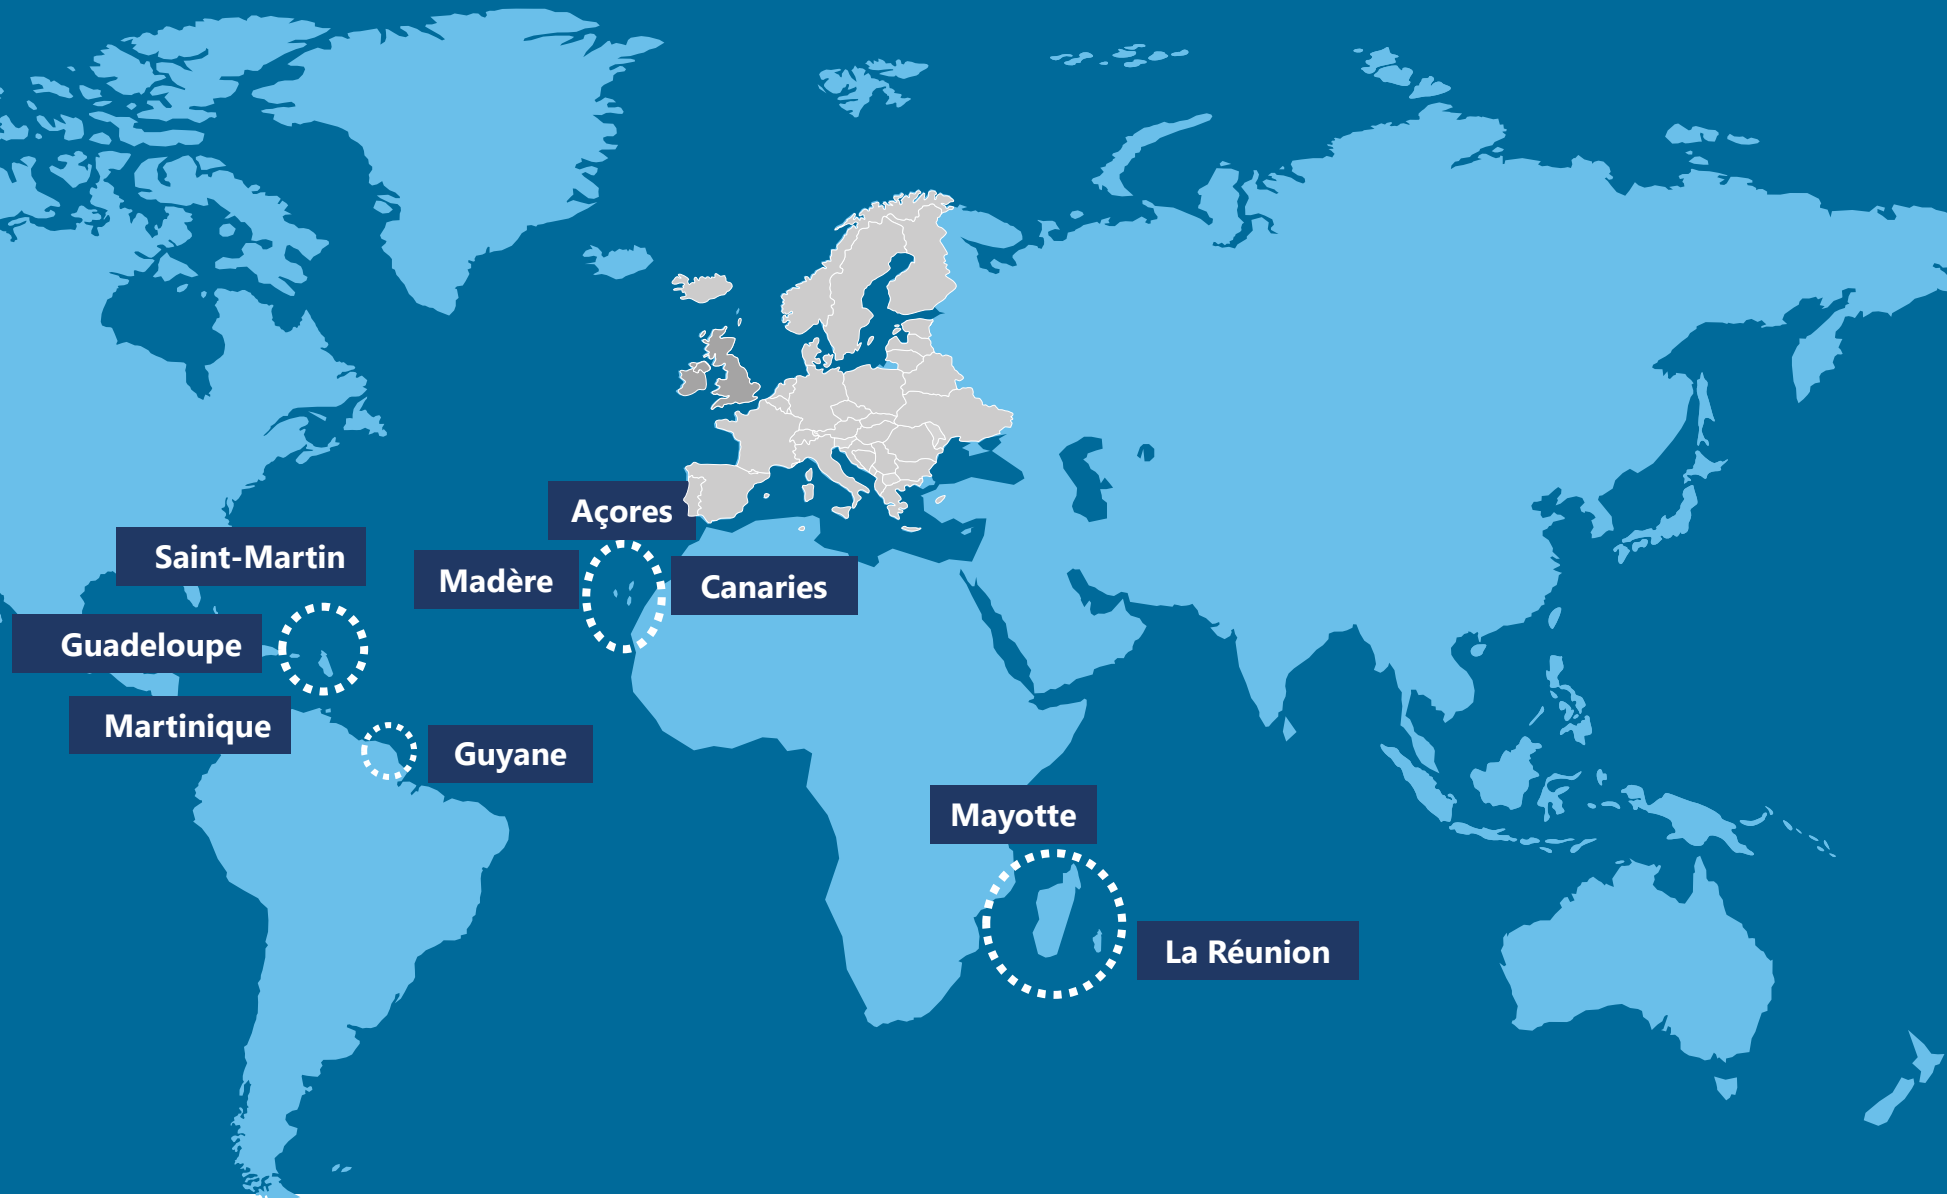 Açores
Saint-Martin
Madère
Canaries
Guadeloupe
Martinique
Guyane
Mayotte
La Réunion